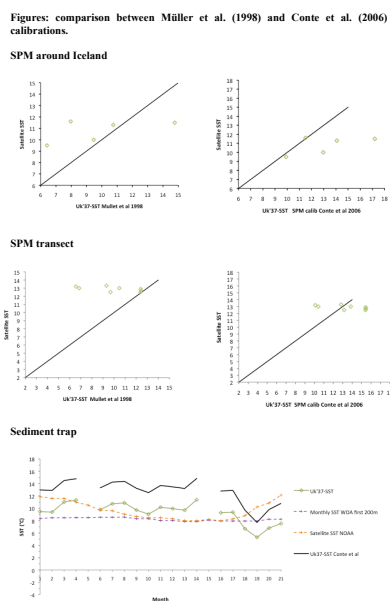 Figures: comparison between Müller et al. (1998) and Conte et al. (2006)
calibrations.
SPM around Iceland
15
14
13
12
11
10
9
8
7
6
Satellite SST
6 7 8 9 10 11 12 13 14 15
Uk'37-SST Mullet et al 1998
18
17
16
15
14
13
12
11
10
9
8
7
6
Satellite SST
6 7 8 9 10 11 12 13 14 15 16 17 18
Uk'37-SST SPM calib Conte et al 2006
SPM transect
15
14
13
12
11
10
9
8
7
6
5
4
3
2
Satellite SST
2 3 4 5 6 7 8 9 10 11 12 13 14 15
Uk'37-SST Mullet et al 1998
13
12
11
10
9
8
7
6
5
4
3
2
Satellite SST
2 3 4 5 6 7 8 9 10 11 12 13 14 15 16 17 1
Uk'37-SST SPM calib Conte et al 2006
Sediment trap
18
16
14
12
10
8
6
4
2
0
-2
-4
SST (°C)
3 4 5 6 7 8 9 10 11 12 13 14 15 16 17 18 19 20 21
Month
Uk'37-SST
Monthly SST WOA first 200m
Satellite SST NOAA
Uk37-SST Conte et al